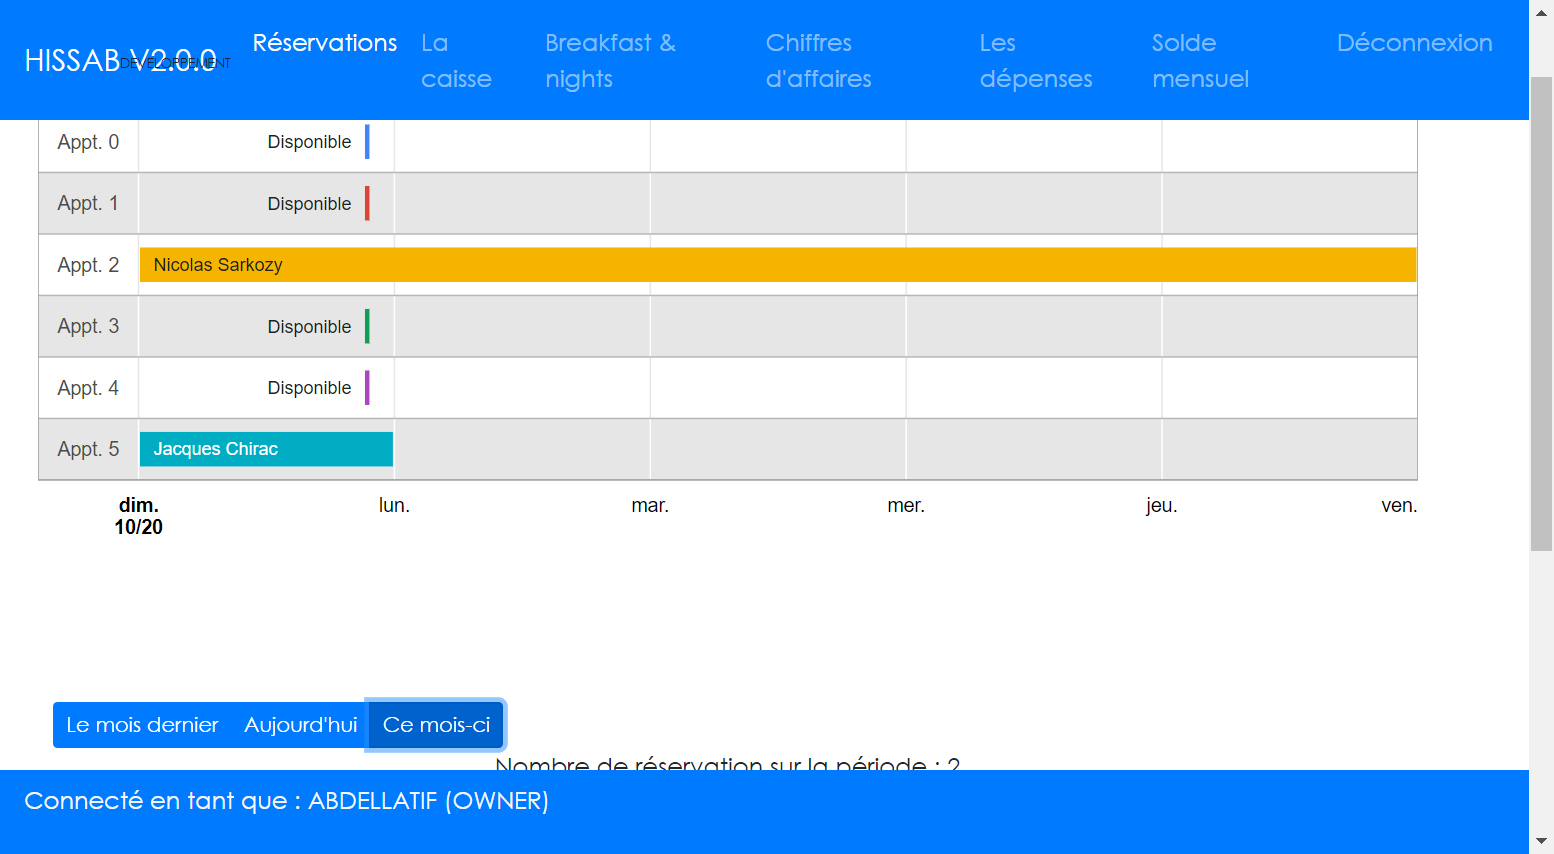 HISSAB V2.0.0
DEVELOPPEMENT
Réservations
La caisse
Breakfast & nights
Chiffres d'affaires
Les dépenses
Solde mensuel
Déconnexion
Appt. 0 Disponible
Appt. 1 Disponible
Appt. 2 Nicolas Sarkozy
Appt. 3 Disponible
Appt. 4 Disponible
Appt. 5 Jacques Chirac
dim. lun. mar. mer. jeu. ven.
10/20
Le mois dernier Aujourd'hui Ce mois-ci
Nombre de réservation sur la période : 2
Connecté en tant que : ABDELLATIF (OWNER)